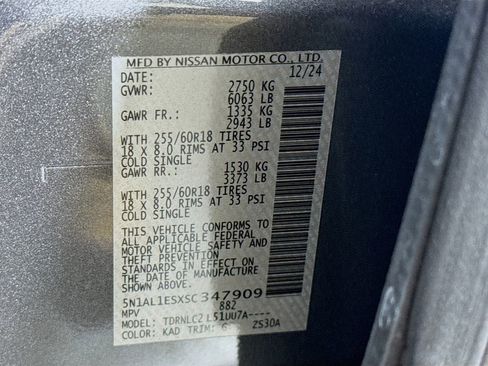 MFD BY NISSAN MOTOR CO., LTD.
DATE: 12/24
GVWR: 2750 KG
6063 LB
GAWR FR.: 1335 KG
2943 LB
WITH 255/60R18 TIRES
18 X 8.0 RIMS AT 33 PSI
COLD SINGLE
GAWR RR.: 1530 KG
3373 LB
WITH 255/60R18 TIRES
18 X 8.0 RIMS AT 33 PSI
COLD SINGLE
THIS VEHICLE CONFORMS TO
ALL APPLICABLE FEDERAL
MOTOR VEHICLE SAFETY AND
THEFT PREVENTION
STANDARDS IN EFFECT ON
THE DATE OF MANUFACTURE
SHOWN ABOVE.
5N1AL1ESXSC347909
MPV 882
MODEL: TDRNLC2 L51UU7A----
COLOR: KAD TRIM: G ZS30A